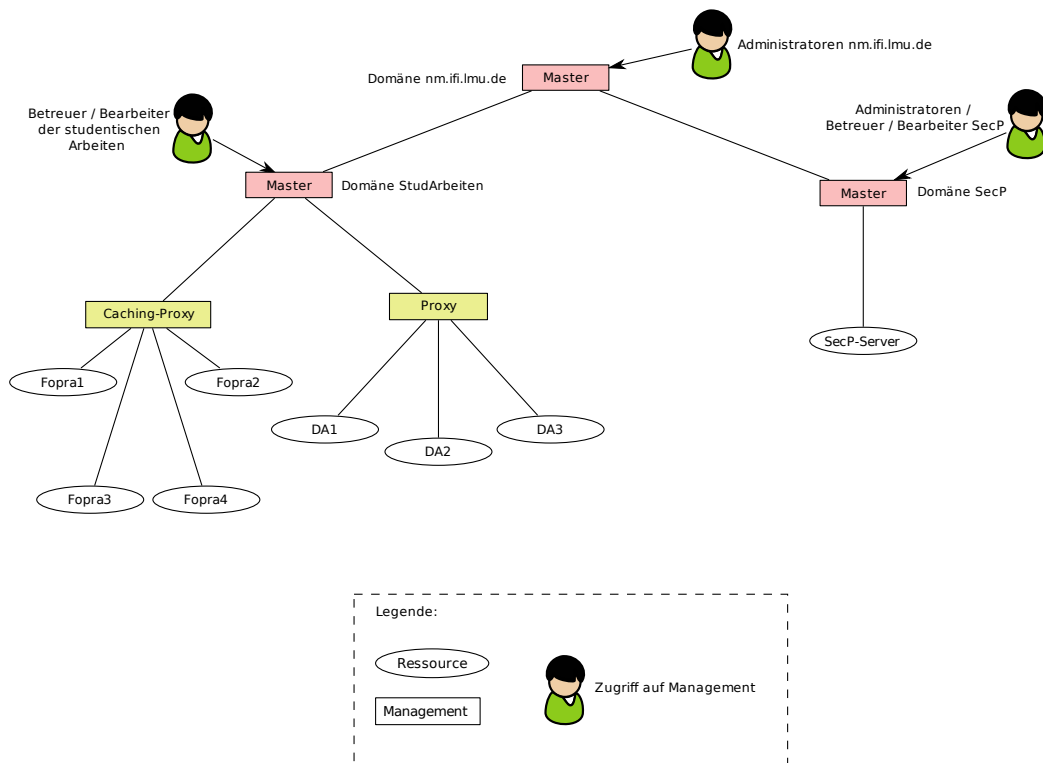 Administratoren nm.ifi.lmu.de
Domäne nm.ifi.lmu.de
Master
Betreuer / Bearbeiter
der studentischen
Arbeiten
Administratoren /
Betreuer / Bearbeiter SecP
Master
Domäne StudArbeiten
Master
Domäne SecP
Caching-Proxy
Proxy
SecP-Server
Fopra1
Fopra2
DA1
DA2
DA3
Fopra3
Fopra4
Legende:
Ressource
Zugriff auf Management
Management